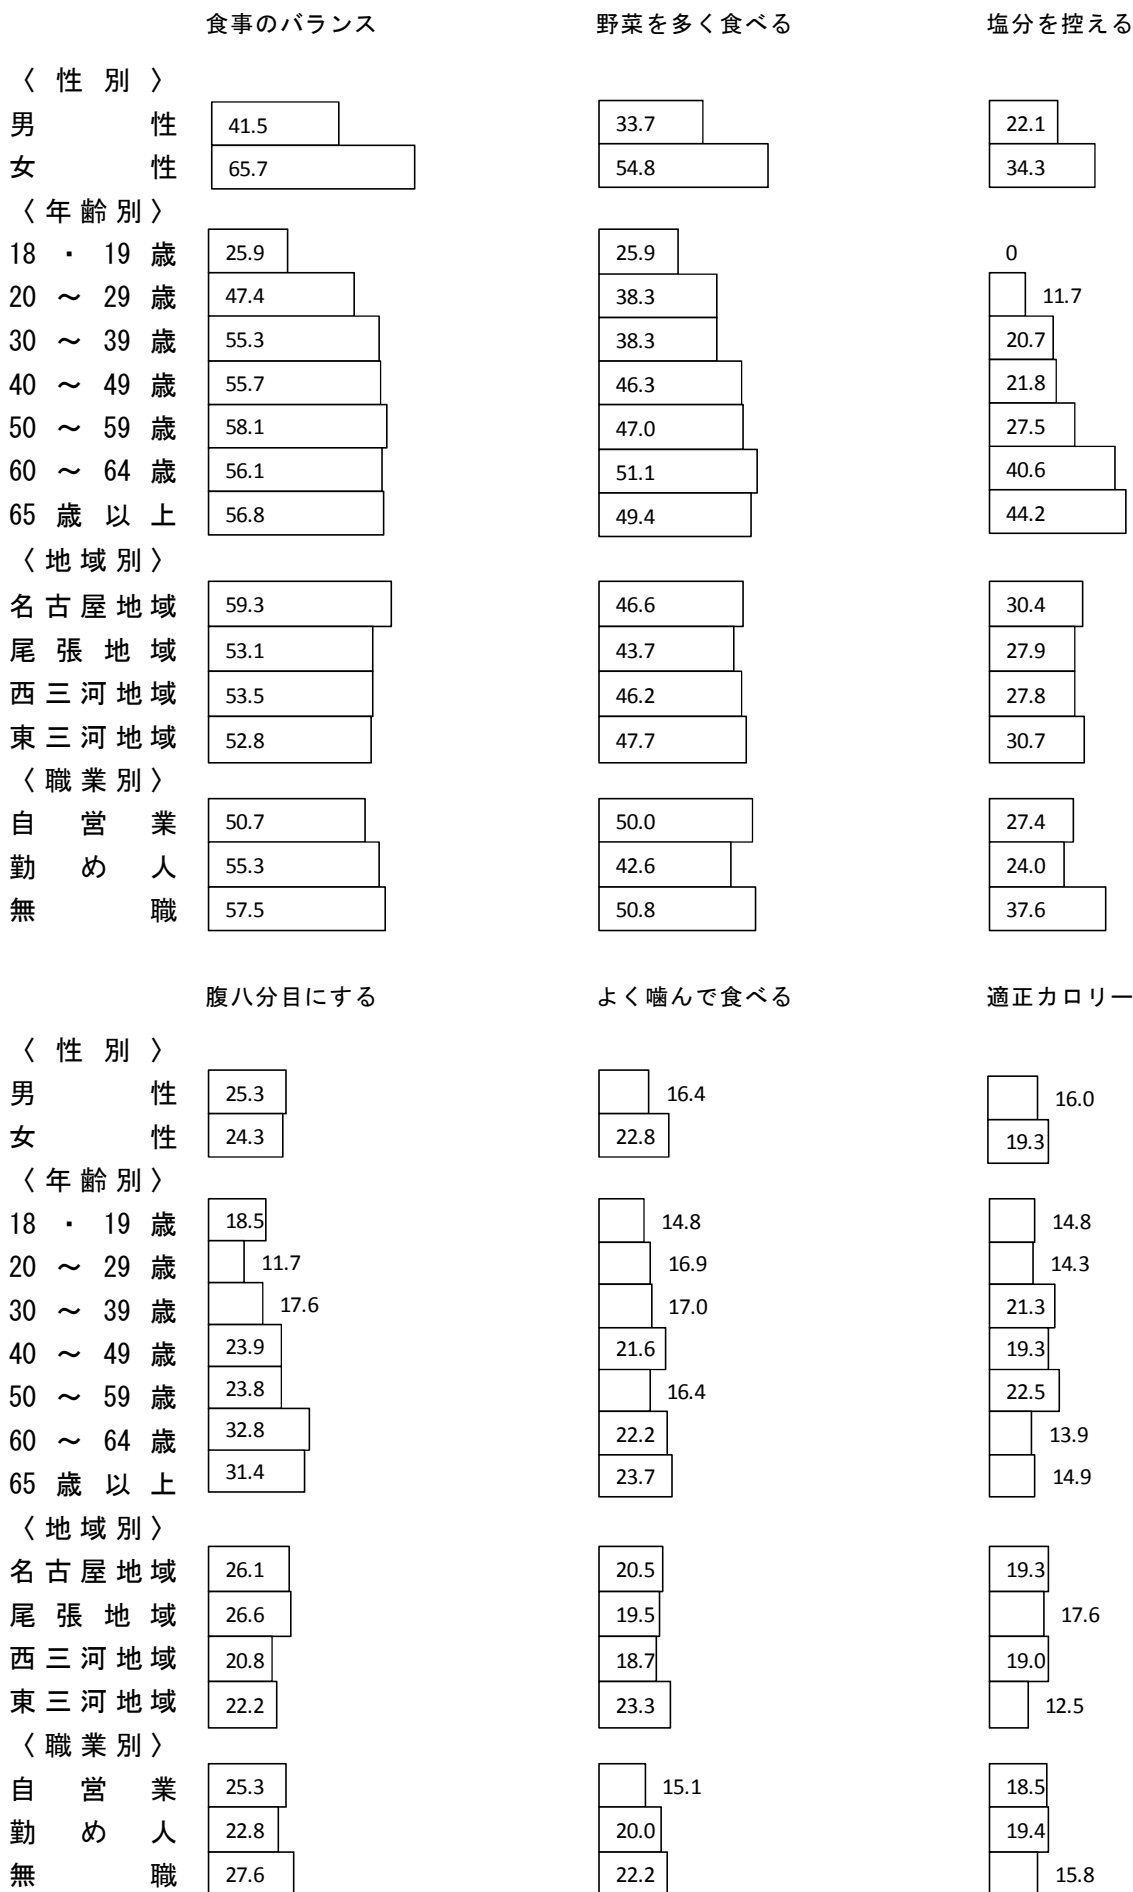 食事のバランス 野菜を多く食べる 塩分を控える
〈性別〉
男性 41.5 33.7 22.1
女性 65.7 54.8 34.3
〈年齢別〉
18・19歳 25.9 25.9 0
20～29歳 47.4 38.3 11.7
30～39歳 55.3 38.3 20.7
40～49歳 55.7 46.3 21.8
50～59歳 58.1 47.0 27.5
60～64歳 56.1 51.1 40.6
65歳以上 56.8 49.4 44.2
〈地域別〉
名古屋地域 59.3 46.6 30.4
尾張地域 53.1 43.7 27.9
西三河地域 53.5 46.2 27.8
東三河地域 52.8 47.7 30.7
〈職業別〉
自営業 50.7 50.0 27.4
勤め人 55.3 42.6 24.0
無職 57.5 50.8 37.6
腹八分目にする よく噛んで食べる 適正カロリー
〈性別〉
男性 25.3 16.4 16.0
女性 24.3 22.8 19.3
〈年齢別〉
18・19歳 18.5 14.8 14.8
20～29歳 11.7 16.9 14.3
30～39歳 17.6 17.0 21.3
40～49歳 23.9 21.6 19.3
50～59歳 23.8 16.4 22.5
60～64歳 32.8 22.2 13.9
65歳以上 31.4 23.7 14.9
〈地域別〉
名古屋地域 26.1 20.5 19.3
尾張地域 26.6 19.5 17.6
西三河地域 20.8 18.7 19.0
東三河地域 22.2 23.3 12.5
〈職業別〉
自営業 25.3 15.1 18.5
勤め人 22.8 20.0 19.4
無職 27.6 22.2 15.8